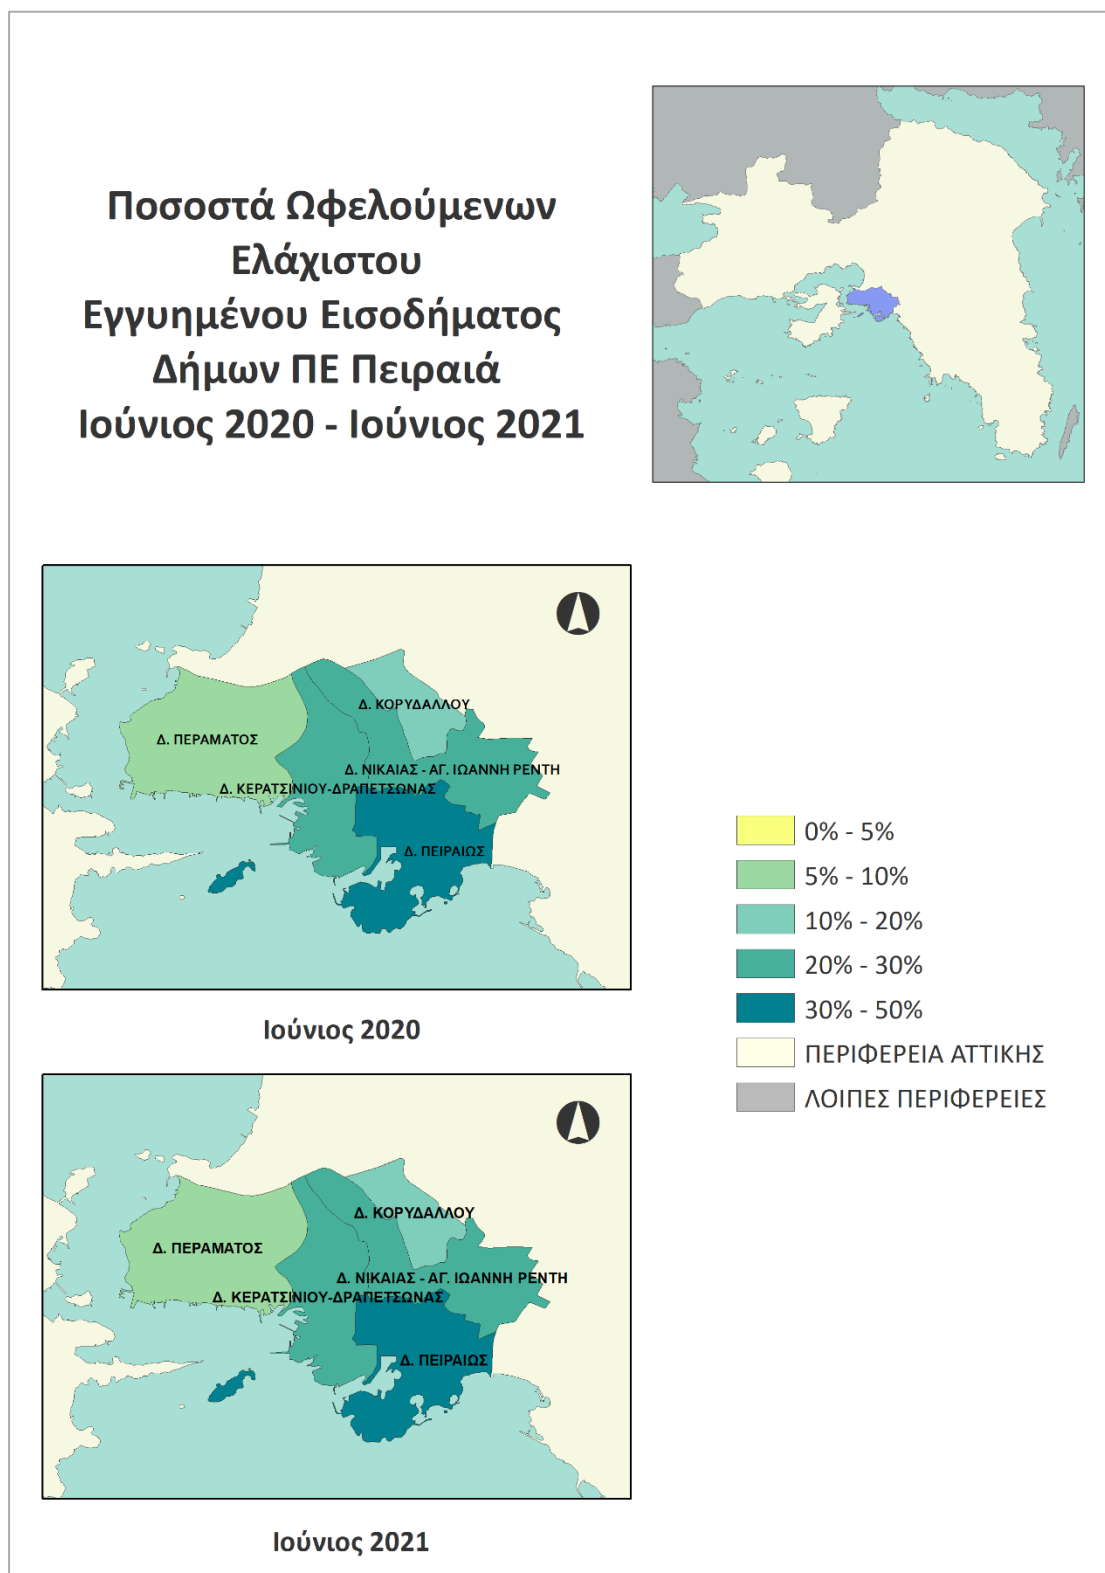 Ποσοστά Ωφελούμενων
Ελάχιστου
Εγγυημένου Εισοδήματος
Δήμων ΠΕ Πειραιά
Ιούνιος 2020 - Ιούνιος 2021
Δ. ΚΟΡΥΔΑΛΛΟΥ
Δ. ΠΕΡΑΜΑΤΟΣ
Δ. ΝΙΚΑΙΑΣ - ΑΓ. ΙΩΑΝΝΗ ΡΕΝΤΗ
Δ. ΚΕΡΑΤΣΙΝΙΟΥ-ΔΡΑΠΕΤΣΩΝΑΣ
Δ. ΠΕΙΡΑΙΩΣ
Ιούνιος 2020
0% - 5%
5% - 10%
10% - 20%
20% - 30%
30% - 50%
ΠΕΡΙΦΕΡΕΙΑ ΑΤΤΙΚΗΣ
ΛΟΙΠΕΣ ΠΕΡΙΦΕΡΕΙΕΣ
Δ. ΚΟΡΥΔΑΛΛΟΥ
Δ. ΠΕΡΑΜΑΤΟΣ
Δ. ΝΙΚΑΙΑΣ - ΑΓ. ΙΩΑΝΝΗ ΡΕΝΤΗ
Δ. ΚΕΡΑΤΣΙΝΙΟΥ-ΔΡΑΠΕΤΣΩΝΑΣ
Δ. ΠΕΙΡΑΙΩΣ
Ιούνιος 2021